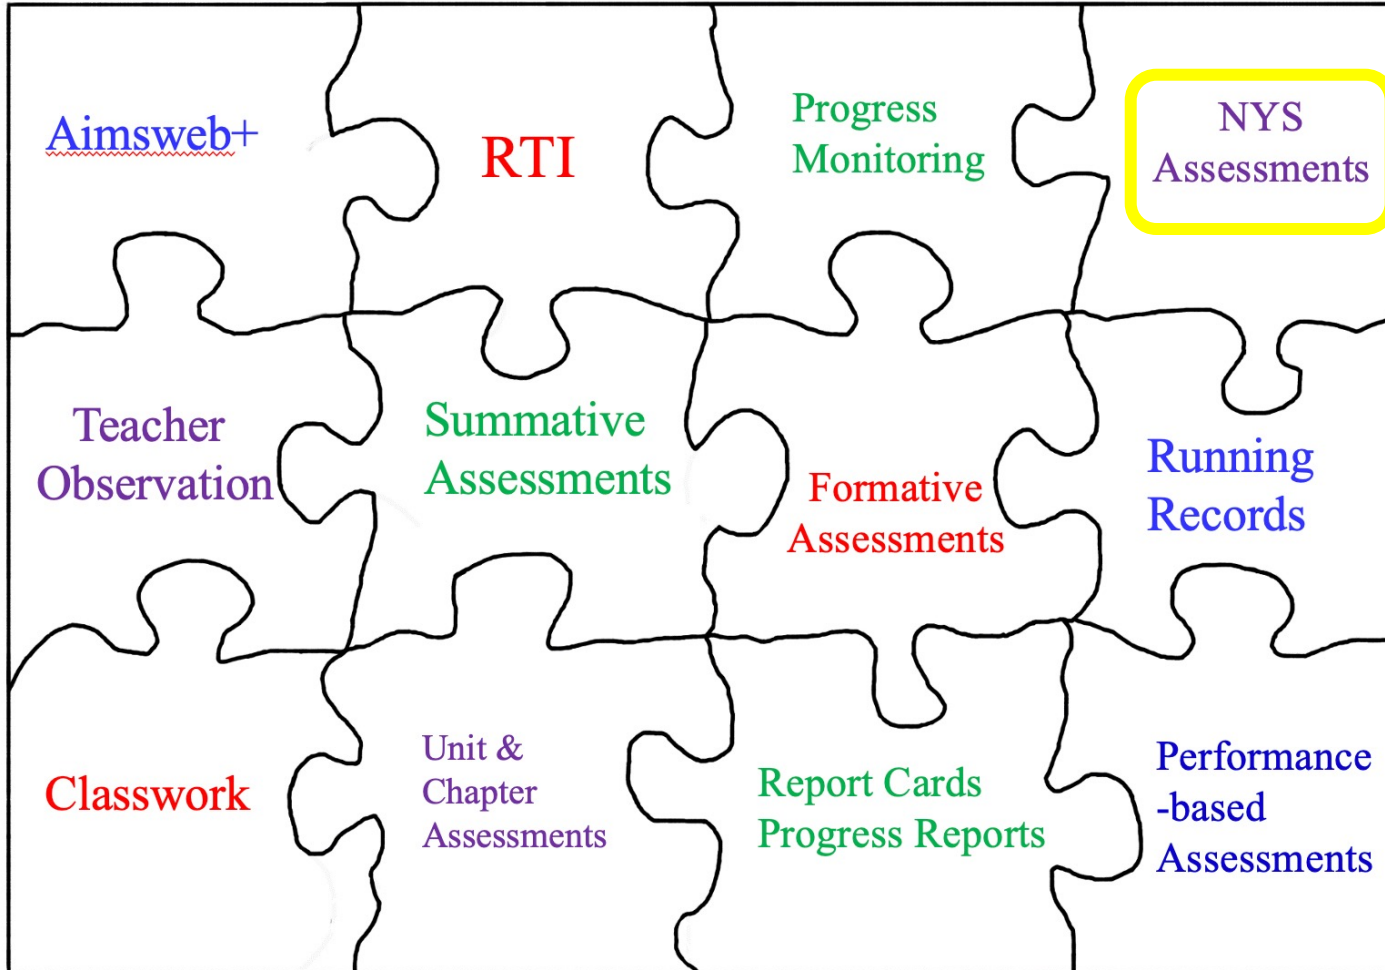 Aimsweb+
RTI
Progress
Monitoring
NYS
Assessments
Teacher
Observation
Summative
Assessments
Formative
Assessments
Running
Records
Classwork
Unit &
Chapter
Assessments
Report Cards
Progress Reports
Performance
-based
Assessments